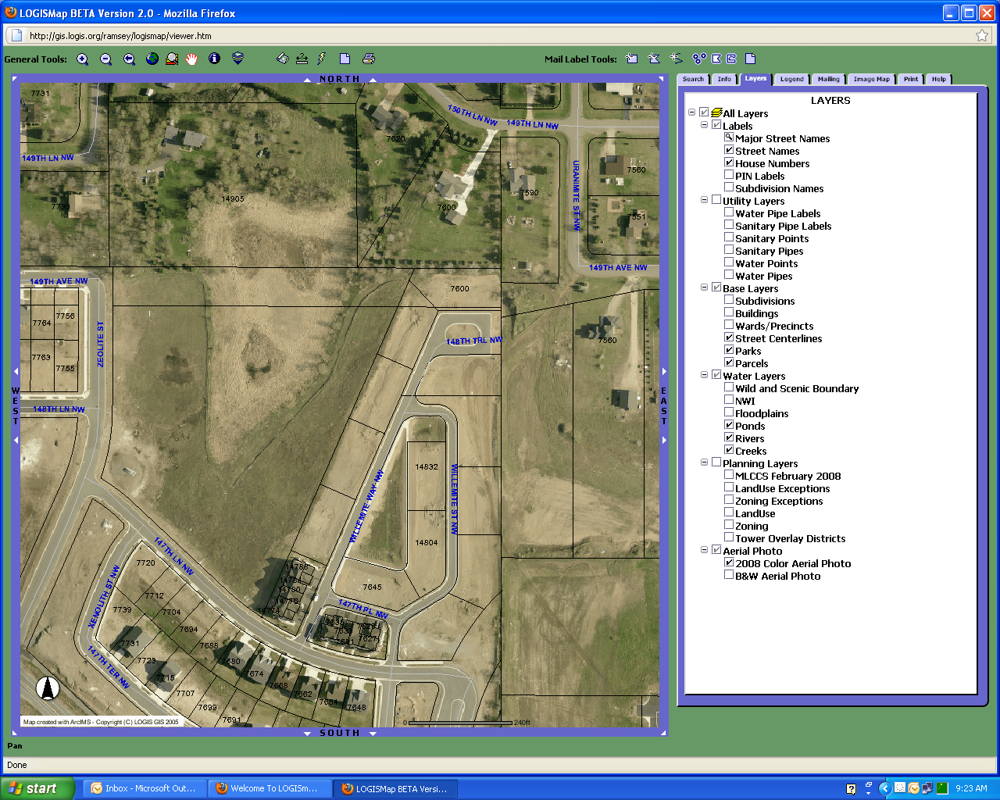 LOGISMap BETA Version 2.0 - Mozilla Firefox
http://gis.logis.org/ramsey/logismap/viewer.htm
General Tools:
Mail Label Tools:
NORTH
Search
Info
Layers
Legend
Mailing
Image Map
Print
Help
LAYERS
All Layers
Labels
Major Street Names
Street Names
House Numbers
PIN Labels
Subdivision Names
Utility Layers
Water Pipe Labels
Sanitary Pipe Labels
Sanitary Points
Sanitary Pipes
Water Points
Water Pipes
Base Layers
Subdivisions
Buildings
Wards/Precincts
Street Centerlines
Parks
Parcels
Water Layers
Wild and Scenic Boundary
NWI
Floodplains
Ponds
Rivers
Creeks
Planning Layers
MLCCS February 2008
LandUse Exceptions
Zoning Exceptions
LandUse
Zoning
Tower Overlay Districts
Aerial Photo
2008 Color Aerial Photo
B&W Aerial Photo
7731
150TH LN NW
149TH LN NW
7620
149TH LN NW
URANIMITE ST NW
7560
7590
14905
7730
7600
7551
149TH AVE NW
149TH AVE NW
7600
7764
7756
ZEOLITE ST
148TH TRL NW
7560
7763
7755
WEST
EAST
148TH LN NW
14832
WILLEMITE WAY NW
WILLEMITE ST NW
14804
147TH LN NW
7720
XENOLITH ST NW
14780
14774
7645
7712
147TH PL NW
7739
7704
7694
7731
7688
7627
147TH TER NW
7723
7680
7715
7674
7668
7707
7662
7654
7699
7648
7691
Map created with ArcIMS - Copyright (C) LOGIS GIS 2005
0
240ft
SOUTH
Pan
Done
start
Inbox - Microsoft Out...
Welcome To LOGISm...
LOGISMap BETA Versi...
9:23 AM